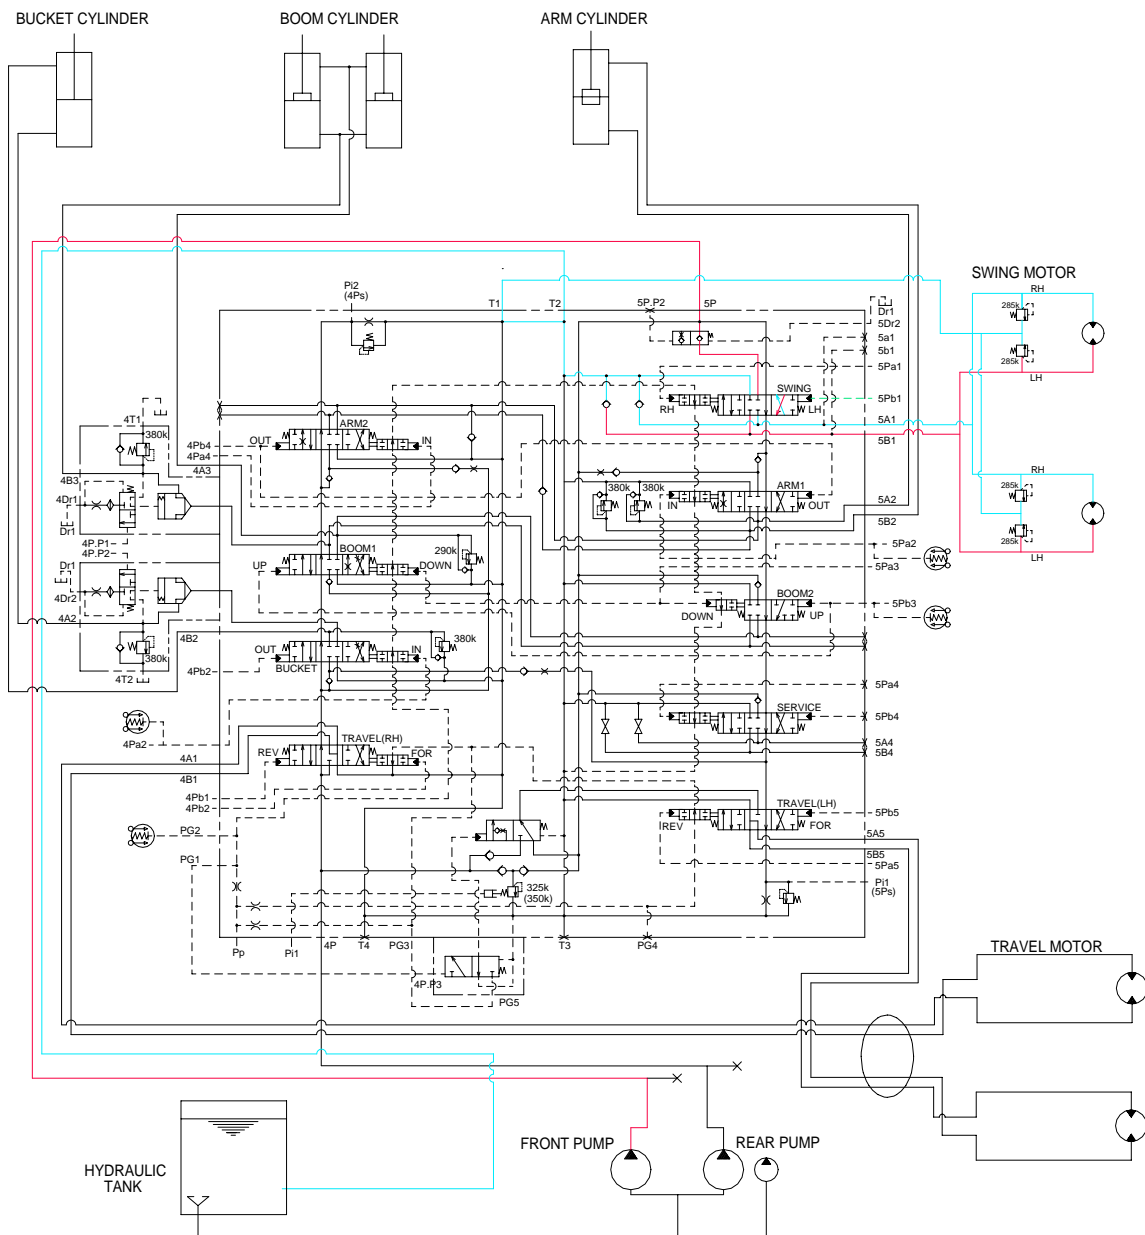 BUCKET CYLINDER
BOOM CYLINDER
ARM CYLINDER
SWING MOTOR
RH
285k
285k
LH
Pi2
(4Ps)
T1
T2
5P.P2
5P
Dr1
5Dr2
5a1
5b1
5Pa1
SWING
RH
LH
5Pb1
5A1
5B1
4T1
380k
4Pb4
4Pa4
OUT
ARM2
IN
4A3
4B3
4Dr1
Dr1
4P.P1
4P.P2
Dr1
4Dr2
4A2
380k
4T2
380k
380k
IN
ARM1
OUT
5A2
5B2
RH
285k
285k
LH
UP
BOOM1
DOWN
290k
5Pa2
5Pa3
BOOM2
DOWN
UP
5Pb3
4B2
4Pb2
OUT
BUCKET
IN
380k
5Pa4
SERVICE
5Pb4
5A4
5B4
4Pa2
4A1
4B1
REV
TRAVEL(RH)
FOR
4Pb1
4Pb2
TRAVEL(LH)
REV
FOR
5Pb5
5A5
5B5
5Pa5
PG2
PG1
325k
(350k)
Pi1
(5Ps)
Pp
Pi1
4P
T4
PG3
T3
PG4
4P.P3
PG5
TRAVEL MOTOR
HYDRAULIC
TANK
FRONT PUMP
REAR PUMP